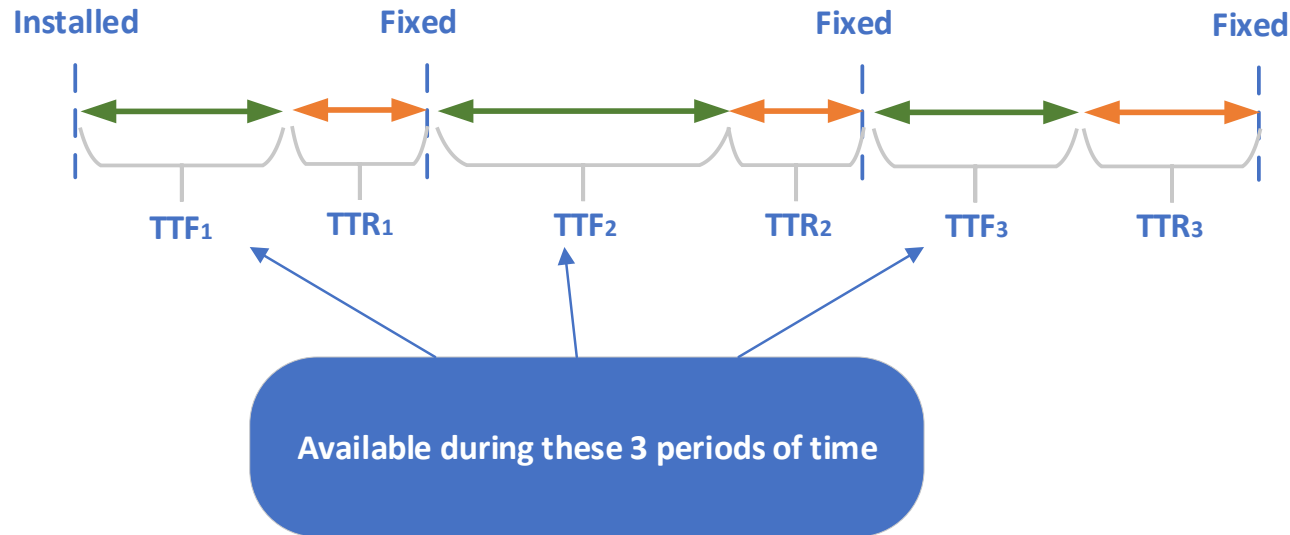 Installed Fixed Fixed Fixed
TTF1 TTR1 TTF2 TTR2 TTF3 TTR3
Available during these 3 periods of time